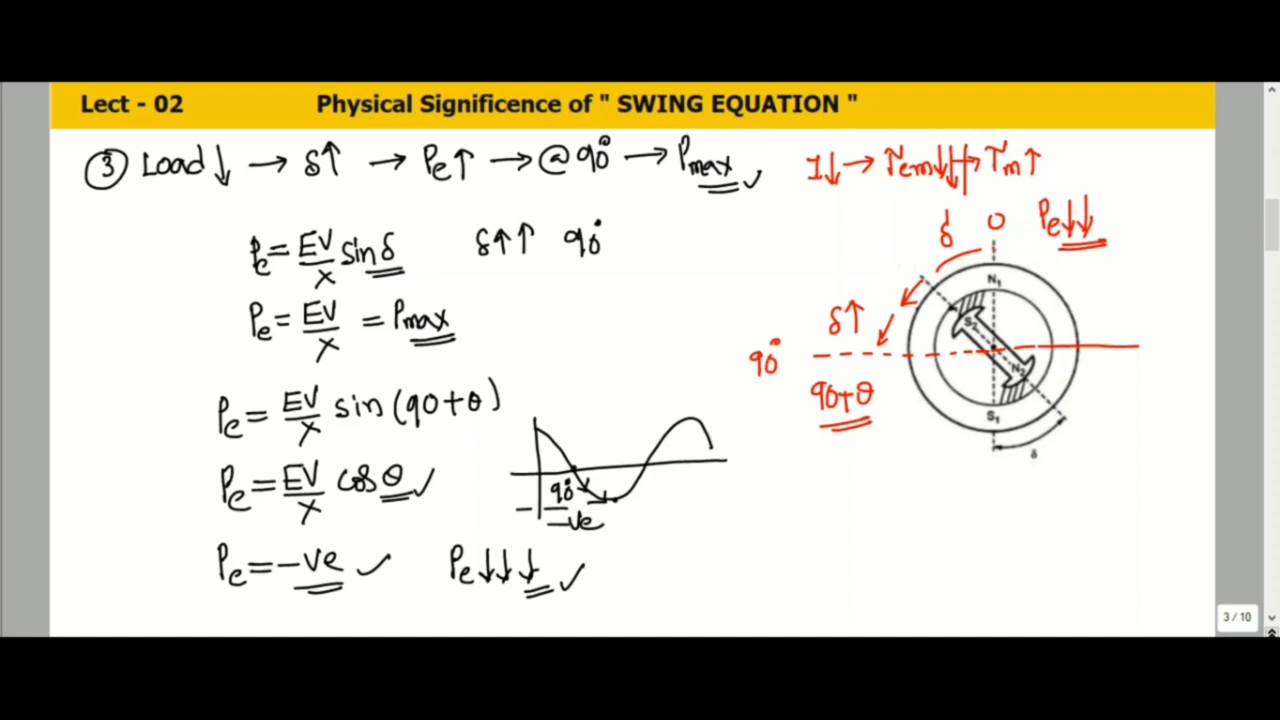 Lect - 02 Physical Significence of " SWING EQUATION "
③ Load↓ → δ↑ → Pe↑ → @ 90° → Pmax ✓
I↓ → Tem↓↓ → Tm↑
δ 0 Pe↓↓
Pe = EV/X sin δ δ↑↑ 90°
N₁
S₂
δ↑
Pe = EV/X = Pmax
90°
N₂
90+θ
S₁
δ
Pe = EV/X sin (90+θ)
Pe = EV/X cos θ ✓
90°
-ve
Pe = -ve ✓ Pe↓↓↓ ✓
3 / 10